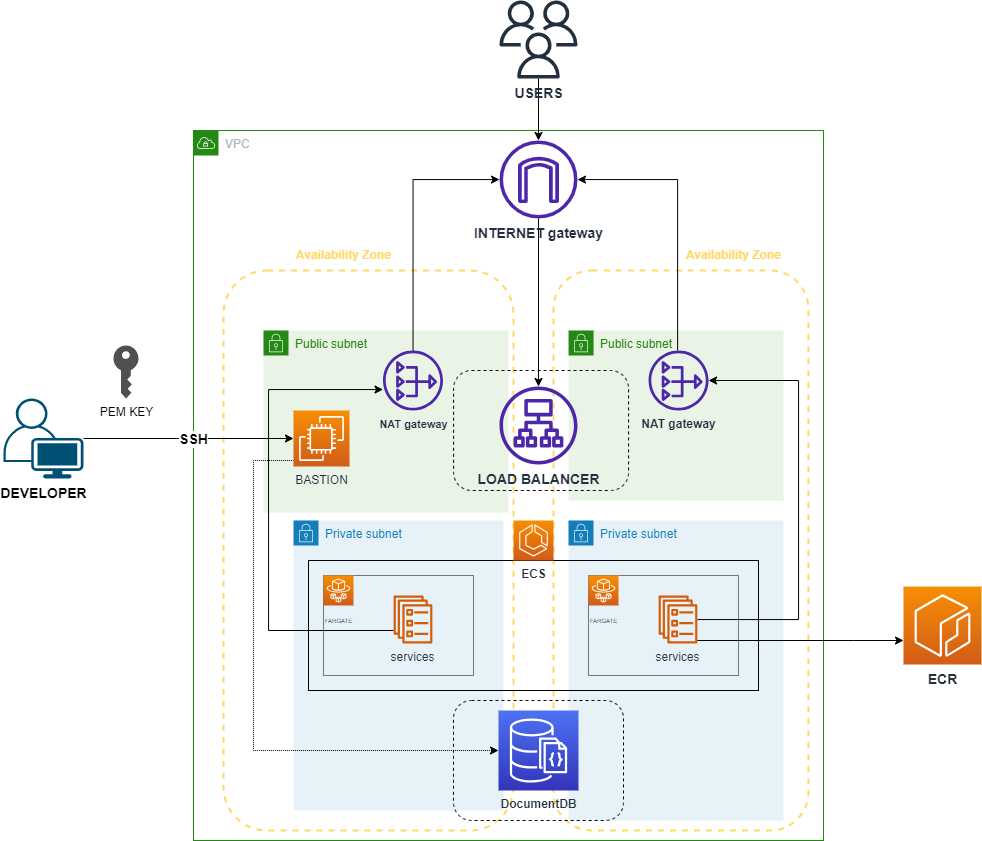 USERS
VPC
INTERNET gateway
Availability Zone
Availability Zone
Public subnet
Public subnet
NAT gateway
NAT gateway
PEM KEY
SSH
DEVELOPER
BASTION
LOAD BALANCER
Private subnet
Private subnet
ECS
FARGATE
FARGATE
services
services
ECR
DocumentDB